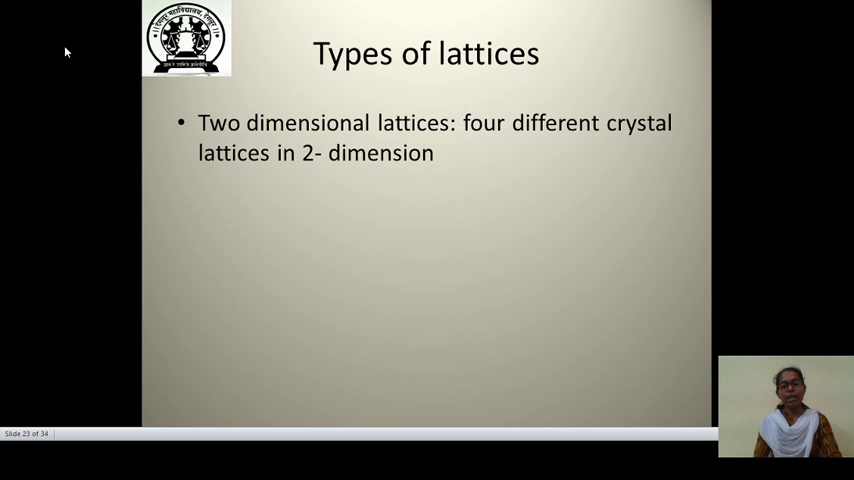 Types of lattices
• Two dimensional lattices: four different crystal
lattices in 2- dimension
Slide 23 of 34